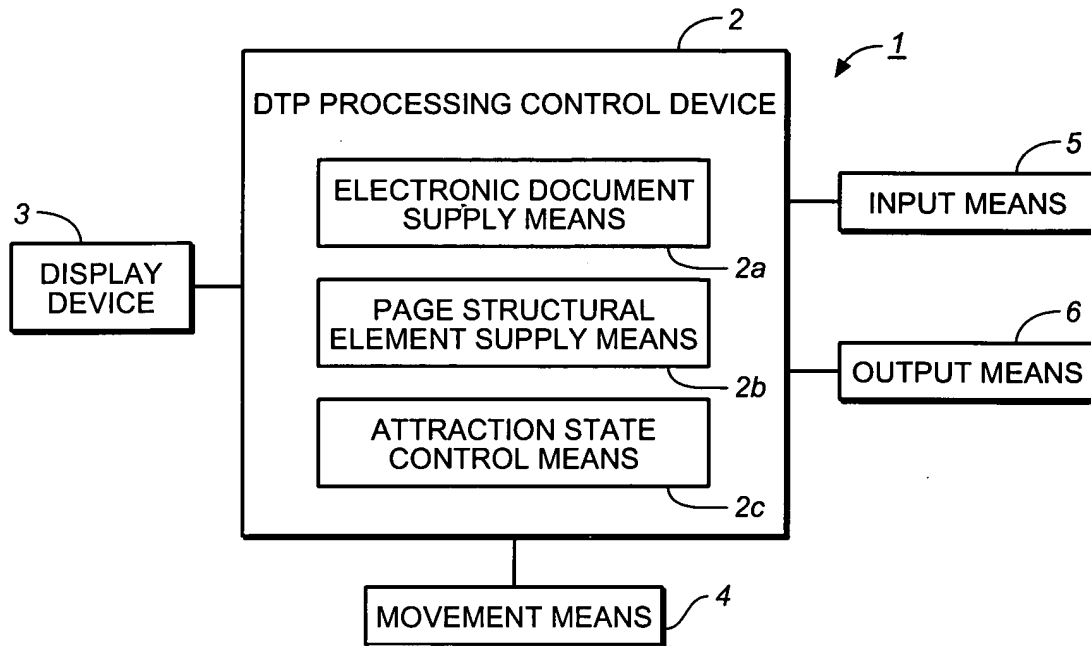 2
1
DTP PROCESSING CONTROL DEVICE
ELECTRONIC DOCUMENT
SUPPLY MEANS
2a
PAGE STRUCTURAL
ELEMENT SUPPLY MEANS
2b
ATTRACTION STATE
CONTROL MEANS
2c
3
DISPLAY
DEVICE
5
INPUT MEANS
6
OUTPUT MEANS
MOVEMENT MEANS
4